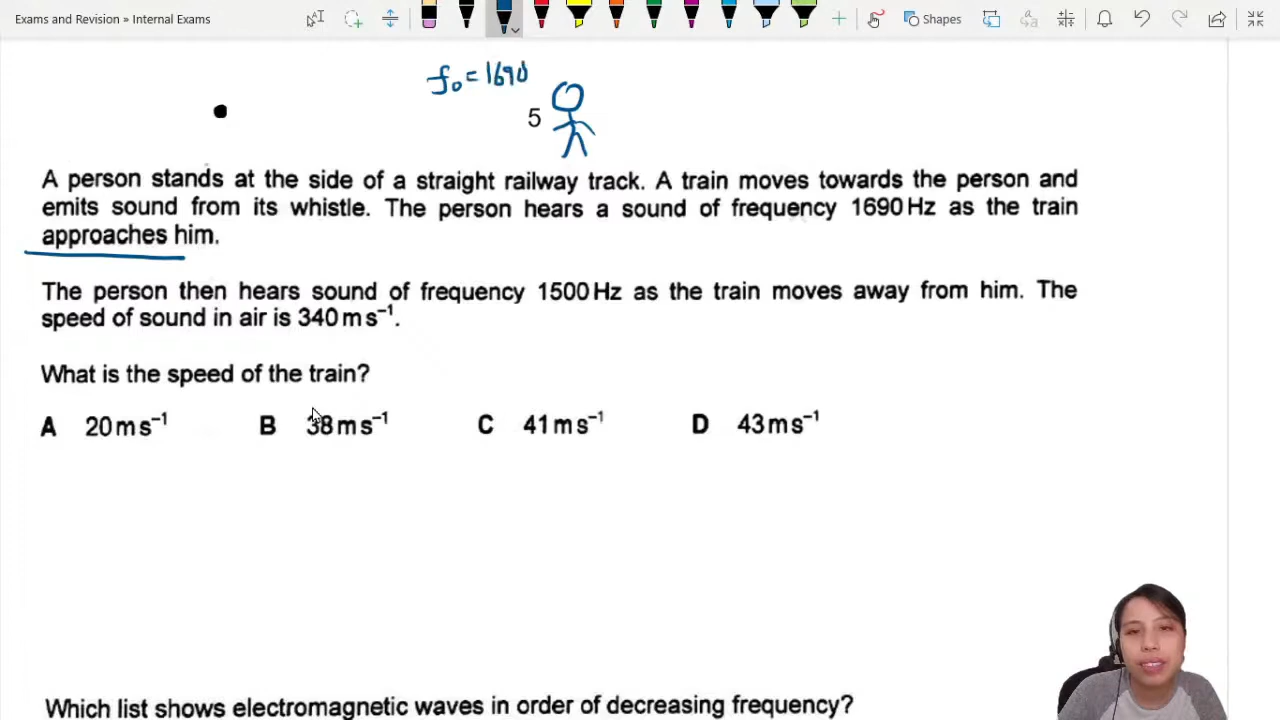 Exams and Revision » Internal Exams
Shapes
fo = 1690
5
A person stands at the side of a straight railway track. A train moves towards the person and
emits sound from its whistle. The person hears a sound of frequency 1690 Hz as the train
approaches him.
The person then hears sound of frequency 1500 Hz as the train moves away from him. The
speed of sound in air is 340 m s⁻¹.
What is the speed of the train?
A 20 m s⁻¹ B 38 m s⁻¹ C 41 m s⁻¹ D 43 m s⁻¹
Which list shows electromagnetic waves in order of decreasing frequency?